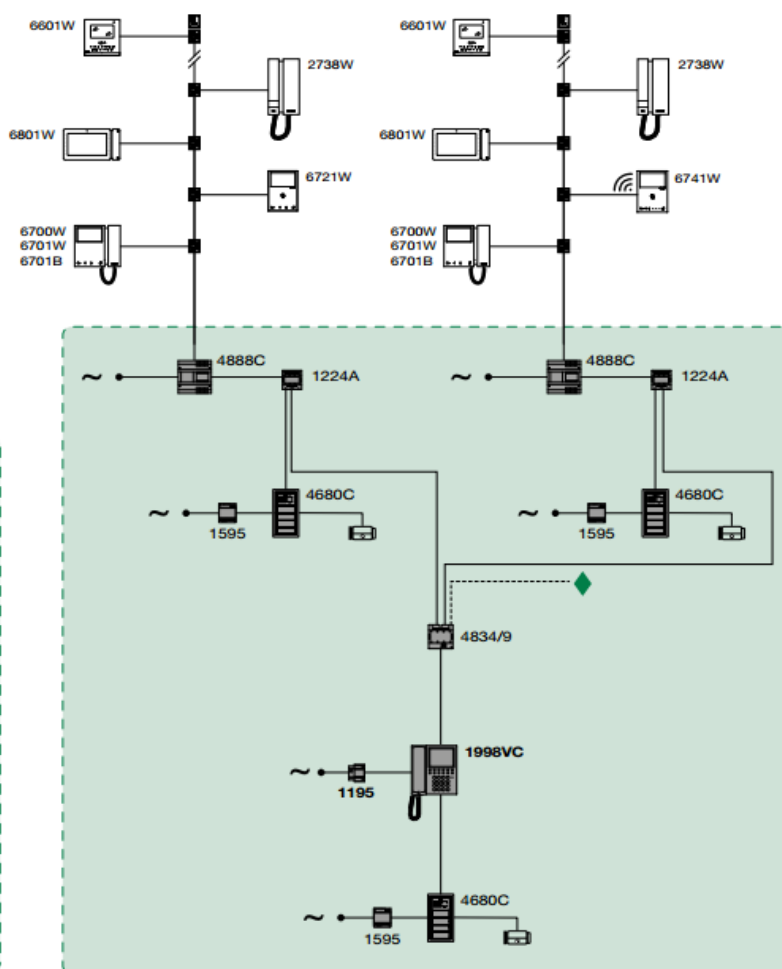 6601W
6601W
2738W
2738W
6801W
6801W
6721W
6741W
6700W
6701W
6701B
6700W
6701W
6701B
4888C
1224A
4888C
1224A
~
~
4680C
4680C
~
1595
~
1595
4834/9
1998VC
~
1195
4680C
~
1595